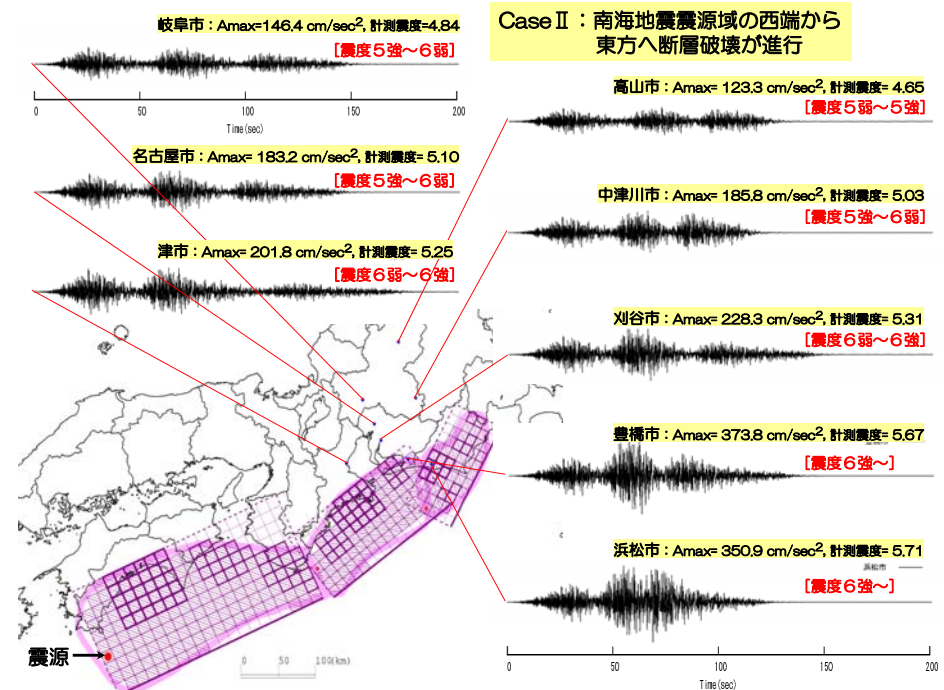 CaseⅡ：南海地震震源域の西端から
東方へ断層破壊が進行
岐阜市：Amax=146.4 cm/sec², 計測震度=4.84
[震度5強～6弱]
0 50 100 150 200
Time(sec)
名古屋市：Amax= 183.2 cm/sec², 計測震度= 5.10
[震度5強～6弱]
津市：Amax= 201.8 cm/sec², 計測震度= 5.25
[震度6弱～6強]
高山市：Amax= 123.3 cm/sec², 計測震度= 4.65
[震度5弱～5強]
中津川市：Amax= 185.8 cm/sec², 計測震度= 5.03
[震度5強～6弱]
刈谷市：Amax= 228.3 cm/sec², 計測震度= 5.31
[震度6弱～6強]
豊橋市：Amax= 373.8 cm/sec², 計測震度= 5.67
[震度6強～]
浜松市：Amax= 350.9 cm/sec², 計測震度= 5.71
浜松市
[震度6強～]
0 50 100 150 200
Time(sec)
震源
0 50 100(km)